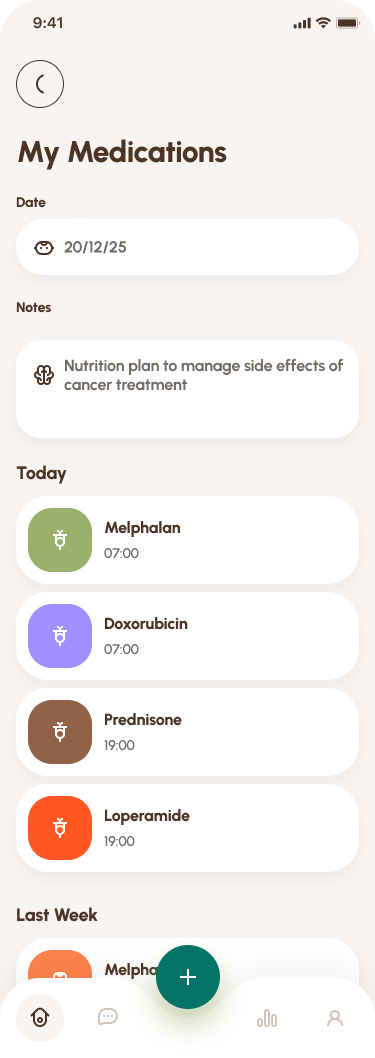 9:41
My Medications
Date
20/12/25
Notes
Nutrition plan to manage side effects of
cancer treatment
Today
Melphalan
07:00
Doxorubicin
07:00
Prednisone
19:00
Loperamide
19:00
Last Week
Melpha